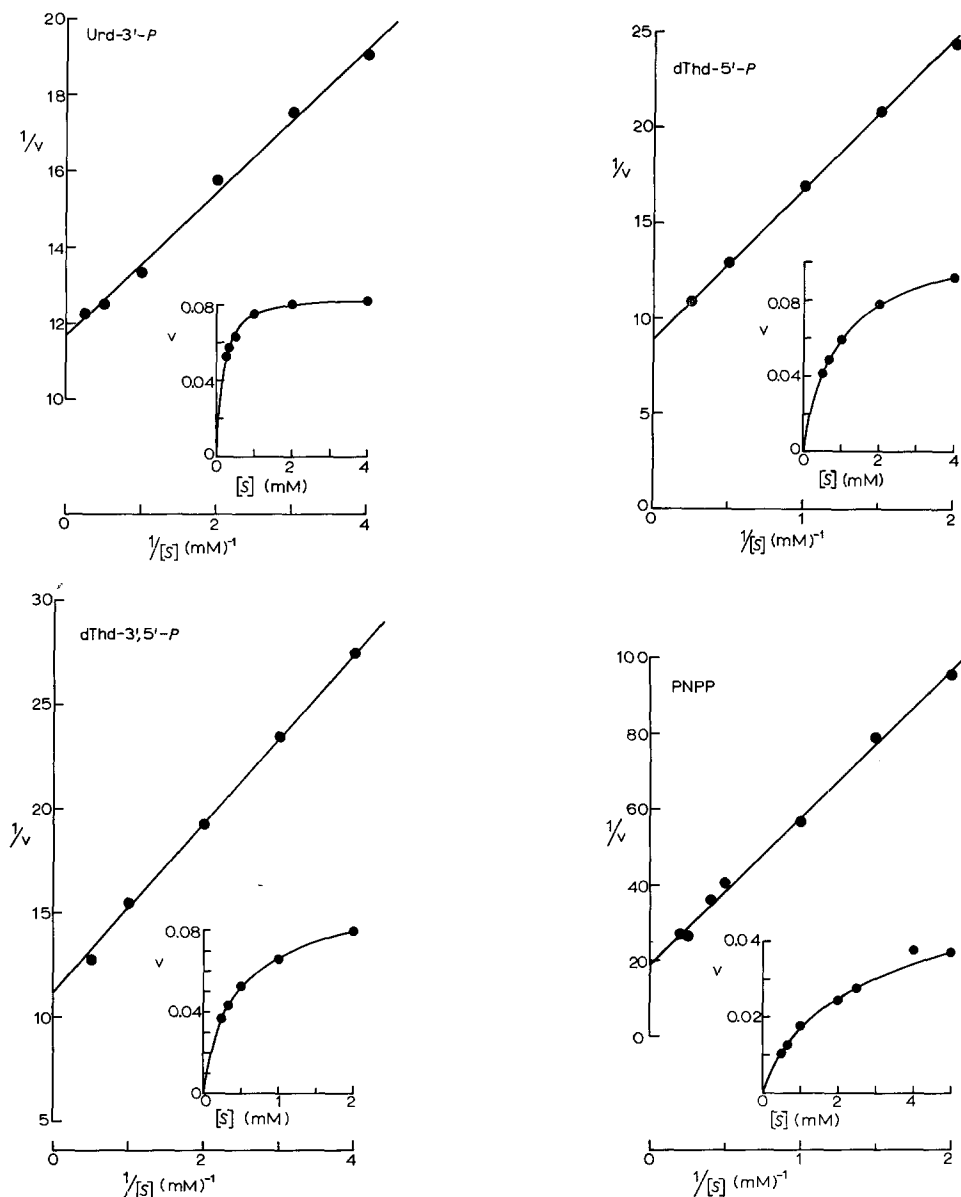 Urd-3'-P
20
18
16
14
12
10
1/v
v
0.08
0.04
0
0 2 4
[S] (mM)
0 2 4
1/[S] (mM)⁻¹
dThd-5'-P
25
20
15
10
5
0
1/v
v
0.08
0.04
0
0 2 4
[S] (mM)
0 1 2
1/[S] (mM)⁻¹
dThd-3',5'-P
30
25
20
15
10
5
1/v
v
0.08
0.04
0
0 1 2
[S] (mM)
0 2 4
1/[S] (mM)⁻¹
PNPP
100
80
60
40
20
0
1/v
v
0.04
0.02
0
0 2 4
[S] (mM)
0 1 2
1/[S] (mM)⁻¹